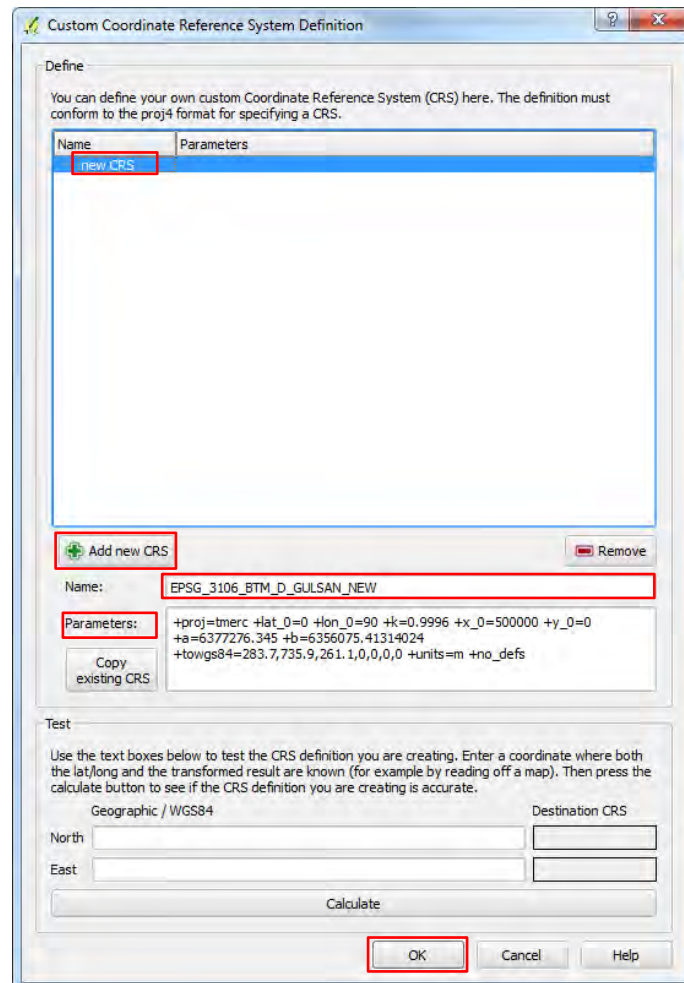 Custom Coordinate Reference System Definition
Define
You can define your own custom Coordinate Reference System (CRS) here. The definition must
conform to the proj4 format for specifying a CRS.
Name Parameters
new CRS
Add new CRS Remove
Name: EPSG_3106_BTM_D_GULSAN_NEW
Parameters: +proj=tmerc +lat_0=0 +lon_0=90 +k=0.9996 +x_0=500000 +y_0=0
+a=6377276.345 +b=6356075.41314024
+towgs84=283.7,735.9,261.1,0,0,0,0 +units=m +no_defs
Copy
existing CRS
Test
Use the text boxes below to test the CRS definition you are creating. Enter a coordinate where both
the lat/long and the transformed result are known (for example by reading off a map). Then press the
calculate button to see if the CRS definition you are creating is accurate.
Geographic / WGS84 Destination CRS
North
East
Calculate
OK Cancel Help